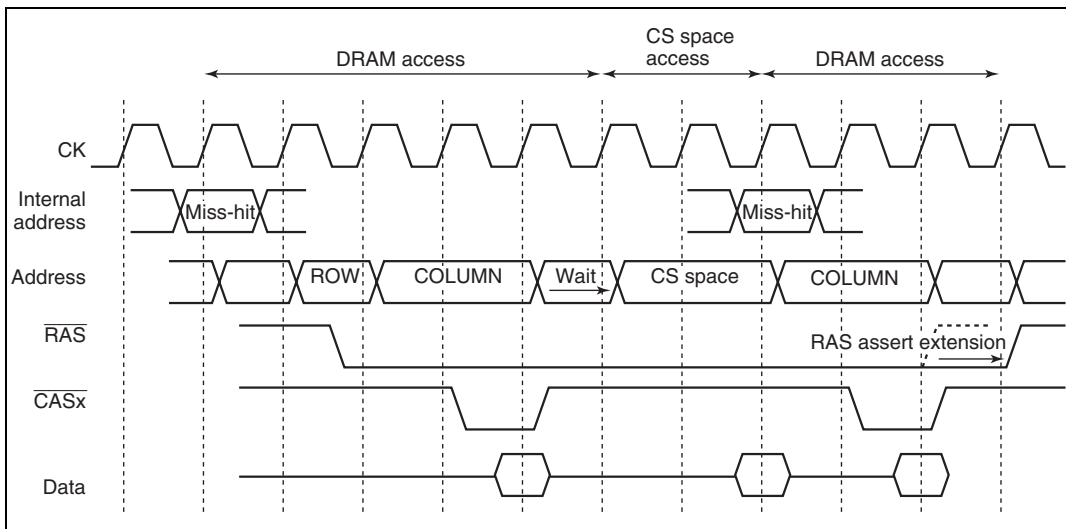 DRAM access
CS space
access
DRAM access
CK
Internal
address
Miss-hit
Miss-hit
Address
ROW
COLUMN
Wait
CS space
COLUMN
RAS
RAS assert extension
CASx
Data